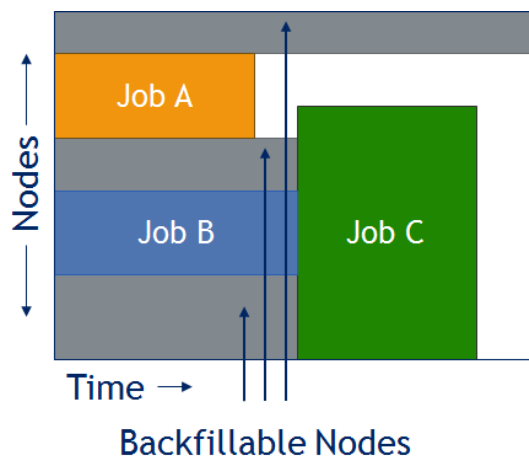 Job A
Nodes
Job B
Job C
Time
Backfillable Nodes